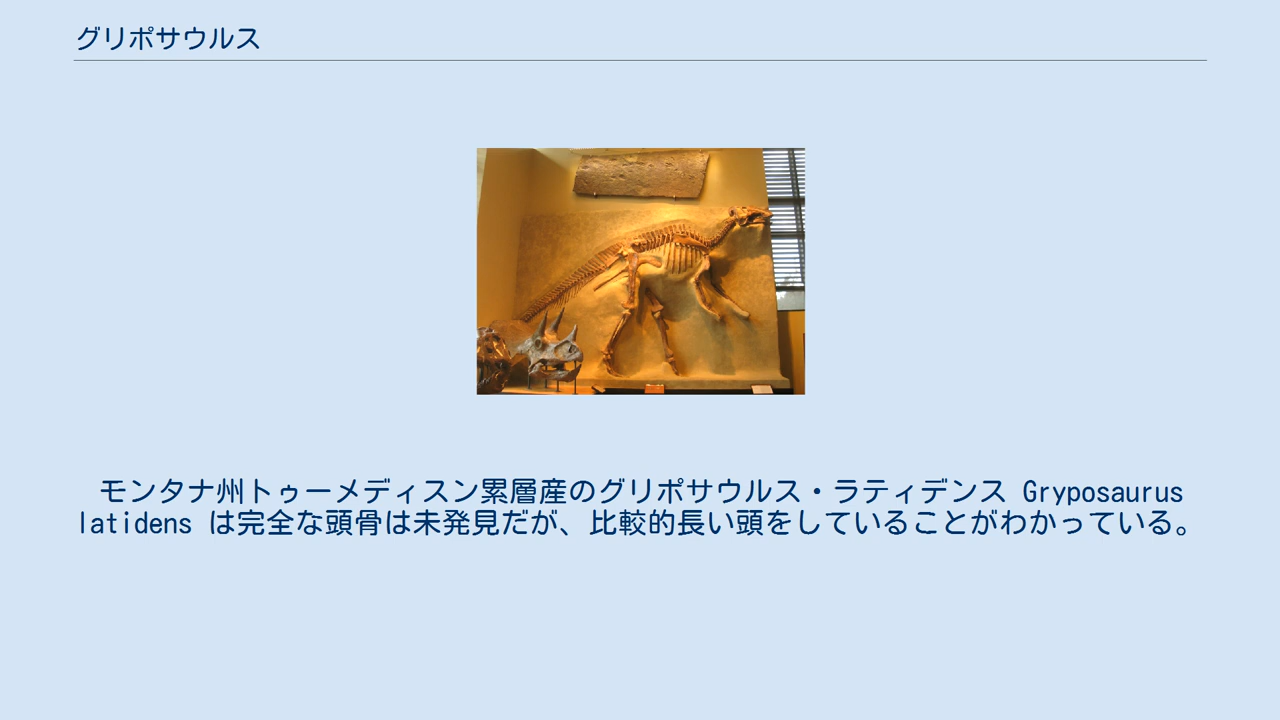 グリポサウルス
モンタナ州トゥーメディスン累層産のグリポサウルス・ラティデンス Gryposaurus
latidens は完全な頭骨は未発見だが、比較的長い頭をしていることがわかっている。